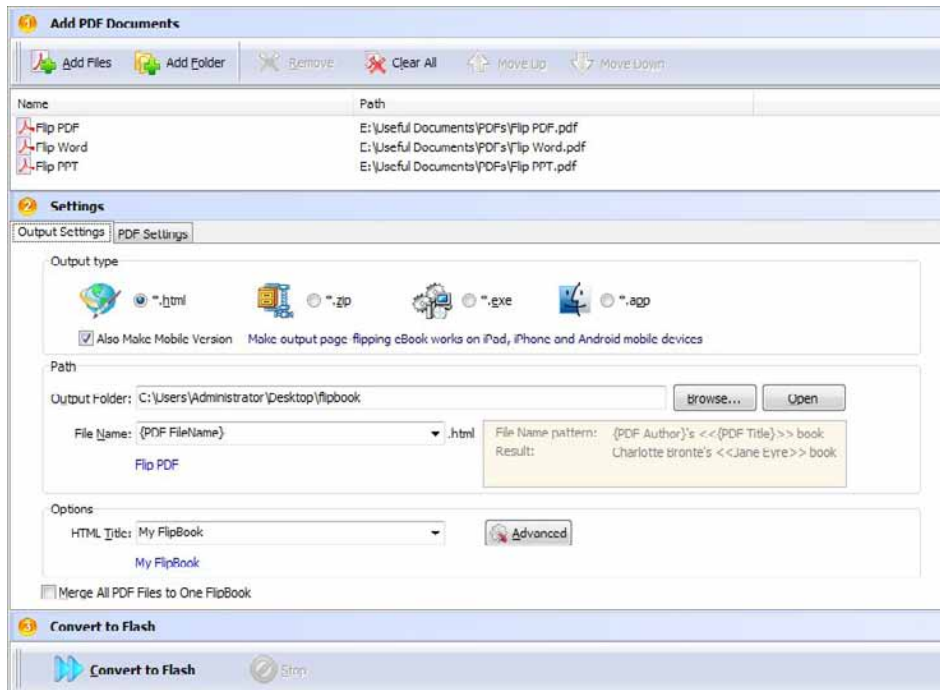 Add PDF Documents
Add Files Add Folder Remove Clear All Move Up Move Down
Name Path
Flip PDF E:\Useful Documents\PDFs\Flip PDF.pdf
Flip Word E:\Useful Documents\PDFs\Flip Word.pdf
Flip PPT E:\Useful Documents\PDFs\Flip PPT.pdf
2 Settings
Output Settings PDF Settings
Output type
*.html *.zip *.exe *.app
Also Make Mobile Version Make output page-flipping eBook works on iPad, iPhone and Android mobile devices
Path
Output Folder: C:\Users\Administrator\Desktop\flipbook Browse... Open
File Name: {PDF FileName} .html File Name pattern: {PDF Author}'s <<{PDF Title}>> book
Flip PDF Result: Charlotte Bronte's <<Jane Eyre>> book
Options
HTML Title: My FlipBook Advanced
My FlipBook
Merge All PDF Files to One FlipBook
3 Convert to Flash
Convert to Flash Stop